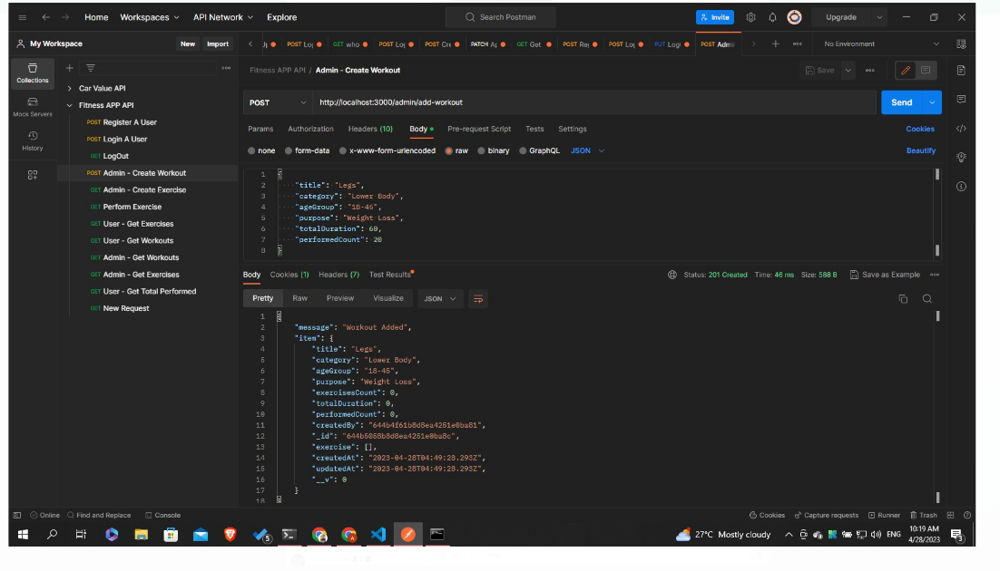 Home Workspaces API Network Explore Search Postman Invite Upgrade
My Workspace New Import POST Log GET who POST Log POST Cre PATCH Ap GET Get POST Reg POST Log PUT Logi POST Admin No Environment
Collections
Mock Servers
History
Car Value API
Fitness APP API
POST Register A User
POST Login A User
GET LogOut
POST Admin - Create Workout
GET Admin - Create Exercise
GET Perform Exercise
GET User - Get Exercises
GET User - Get Workouts
GET Admin - Get Workouts
GET Admin - Get Exercises
GET User - Get Total Performed
GET New Request
Fitness APP API / Admin - Create Workout Save
POST http://localhost:3000/admin/add-workout Send
Params Authorization Headers (10) Body Pre-request Script Tests Settings Cookies
none form-data x-www-form-urlencoded raw binary GraphQL JSON Beautify
1 {
2 "title": "Legs",
3 "category": "Lower Body",
4 "ageGroup": "18-45",
5 "purpose": "Weight Loss",
6 "totalDuration": 60,
7 "performedCount": 20
8 }
Body Cookies (1) Headers (7) Test Results Status: 201 Created Time: 46 ms Size: 588 B Save as Example
Pretty Raw Preview Visualize JSON
1 {
2 "message": "Workout Added",
3 "item": {
4 "title": "Legs",
5 "category": "Lower Body",
6 "ageGroup": "18-45",
7 "purpose": "Weight Loss",
8 "exercisesCount": 0,
9 "totalDuration": 0,
10 "performedCount": 0,
11 "createdBy": "644b4f61b8d8ea4251e0ba81",
12 "_id": "644b5058b8d8ea4251e0ba8c",
13 "exercise": [],
14 "createdAt": "2023-04-28T04:49:28.293Z",
15 "updatedAt": "2023-04-28T04:49:28.293Z",
16 "__v": 0
17 }
18 }
Online Find and Replace Console Cookies Capture requests Runner Trash
5 27°C Mostly cloudy ENG 10:19 AM
4/28/2023 3